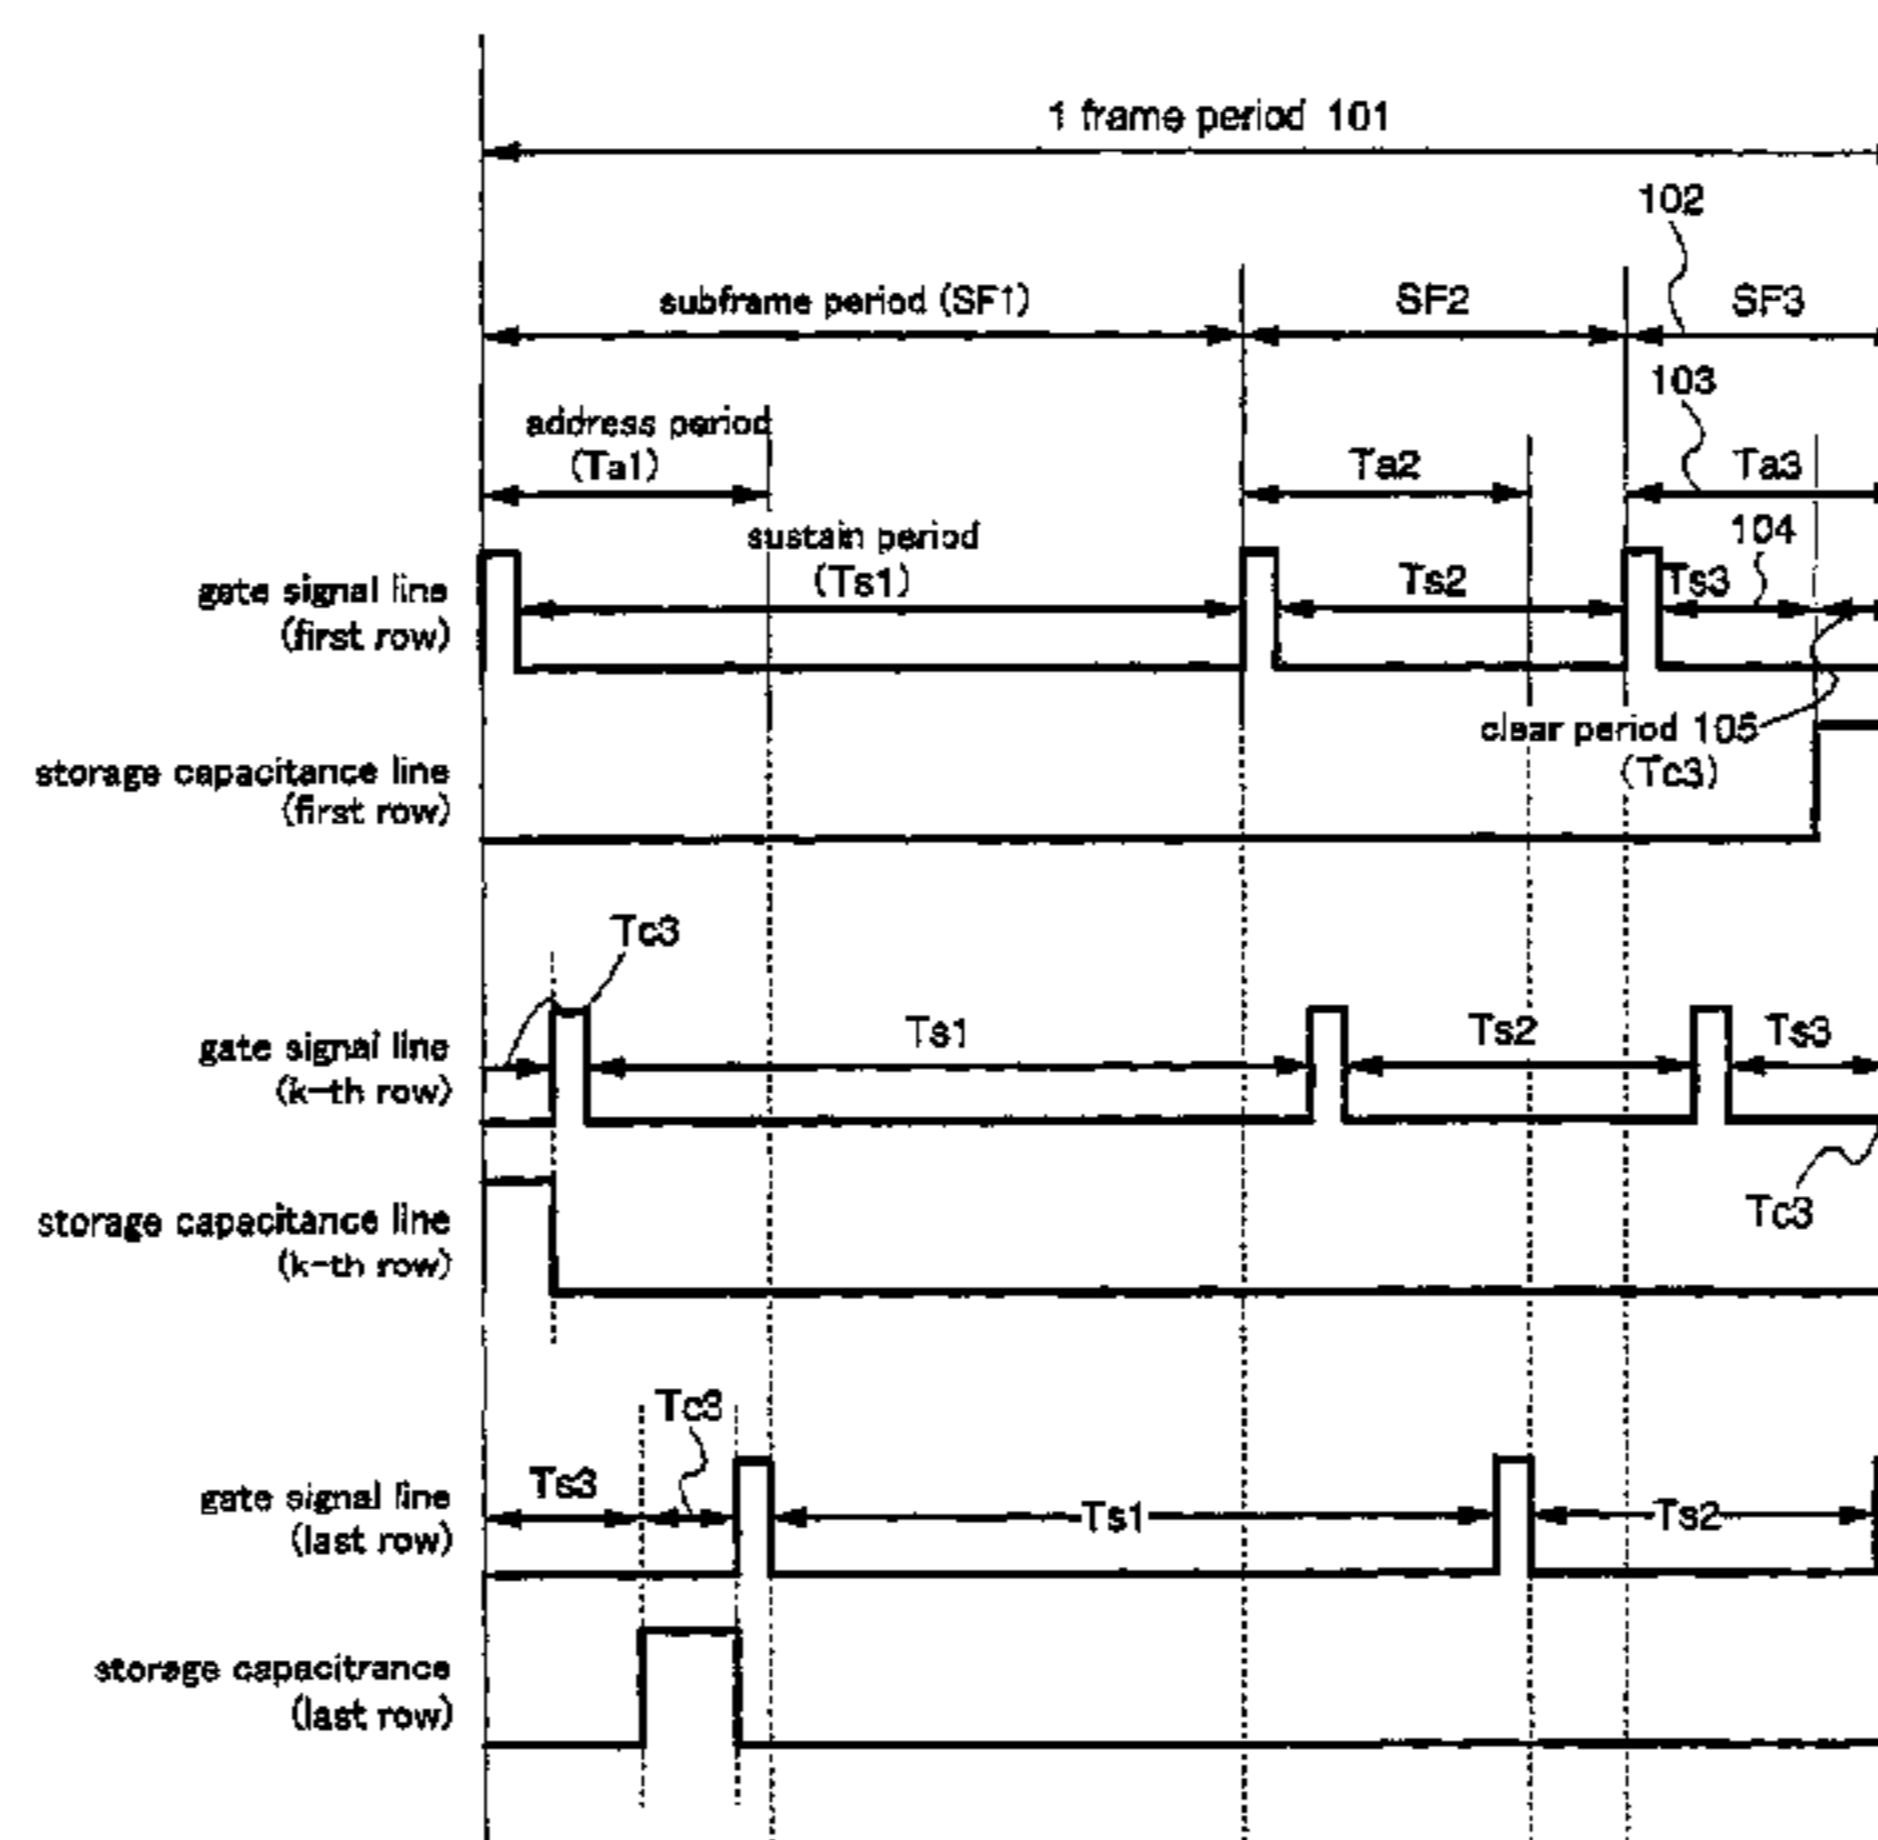 1 frame period 101
102
subframe period (SF1)
SF2
SF3
103
address period
(Ta1)
Ta2
Ta3
104
sustain period
(Ts1)
Ts2
Ts3
gate signal line
(first row)
clear period 105
(Tc3)
storage capacitance line
(first row)
Tc3
gate signal line
(k-th row)
Ts1
Ts2
Ts3
Tc3
storage capacitance line
(k-th row)
Tc3
Ts3
gate signal line
(last row)
Ts1
Ts2
storage capacitrance
(last row)